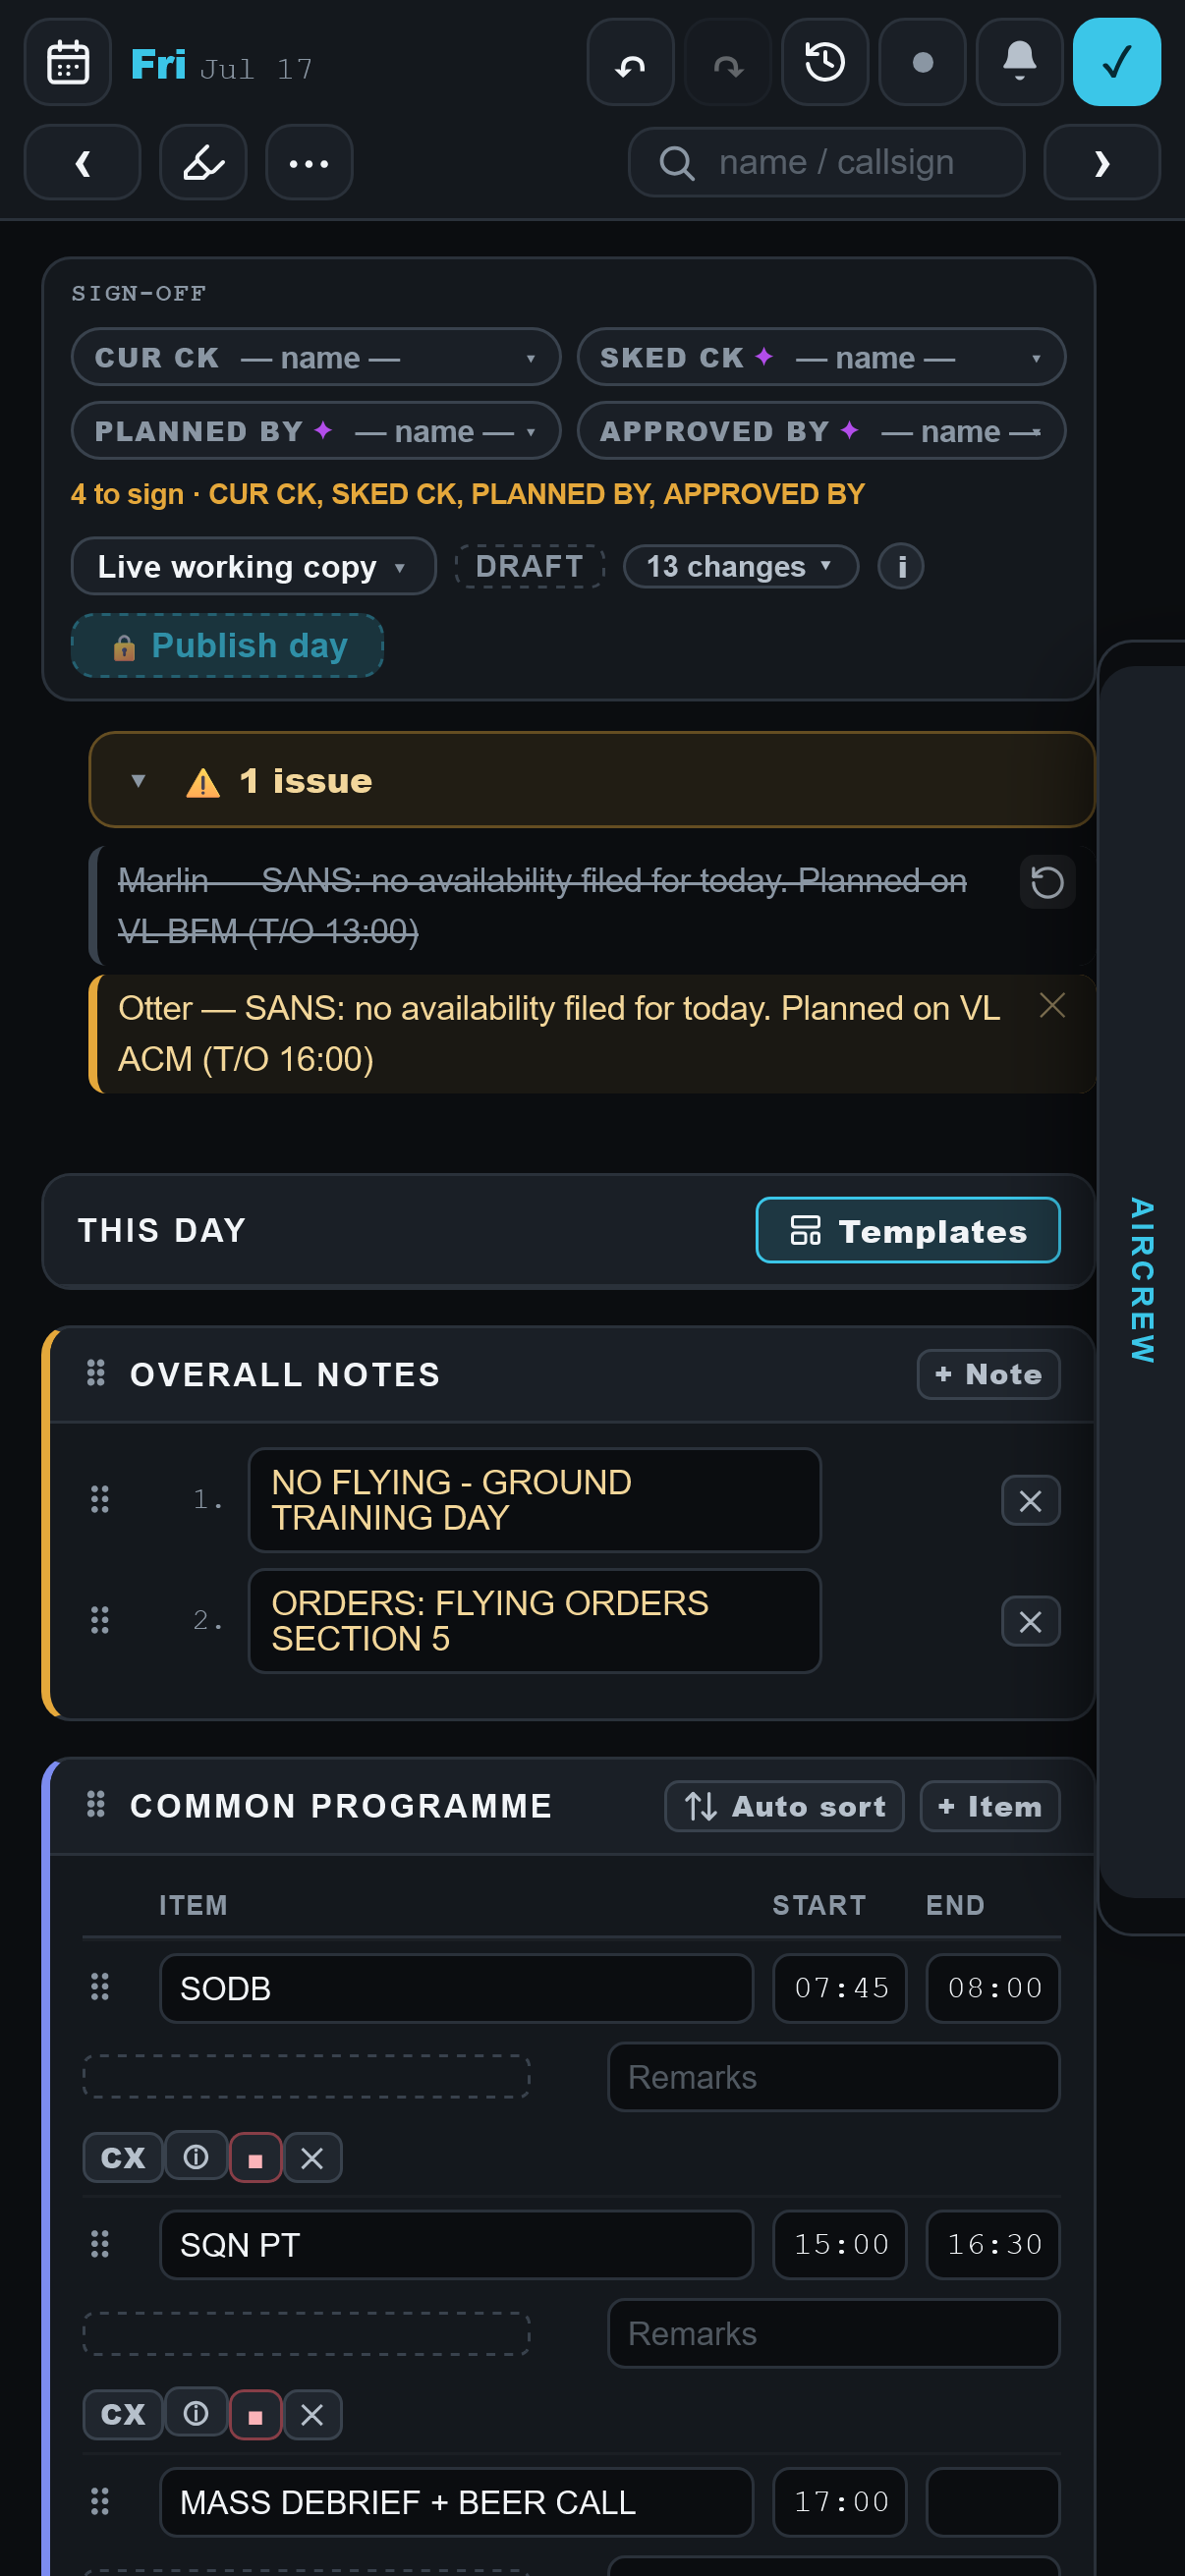 Fri Jul 17
name / callsign
SIGN-OFF
CUR CK — name —
SKED CK — name —
PLANNED BY — name —
APPROVED BY — name —
4 to sign · CUR CK, SKED CK, PLANNED BY, APPROVED BY
Live working copy
DRAFT
13 changes
i
Publish day
1 issue
Marlin — SANS: no availability filed for today. Planned on
VL BFM (T/O 13:00)
Otter — SANS: no availability filed for today. Planned on VL
ACM (T/O 16:00)
AIRCREW
THIS DAY
Templates
OVERALL NOTES
+ Note
1. NO FLYING - GROUND
TRAINING DAY
2. ORDERS: FLYING ORDERS
SECTION 5
COMMON PROGRAMME
Auto sort
+ Item
ITEM START END
SODB 07:45 08:00
Remarks
CX
SQN PT 15:00 16:30
Remarks
CX
MASS DEBRIEF + BEER CALL 17:00